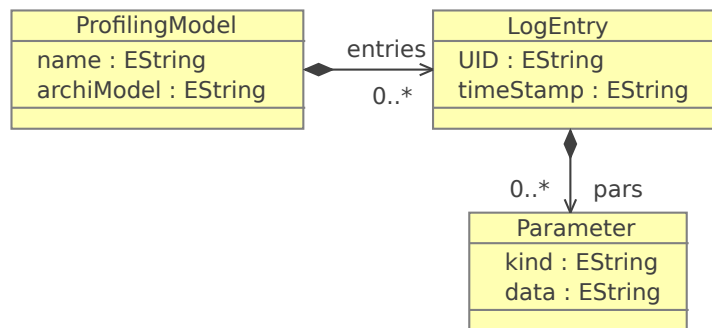 ProfilingModel
name : EString
archiModel : EString
entries
0..*
LogEntry
UID : EString
timeStamp : EString
0..* pars
Parameter
kind : EString
data : EString